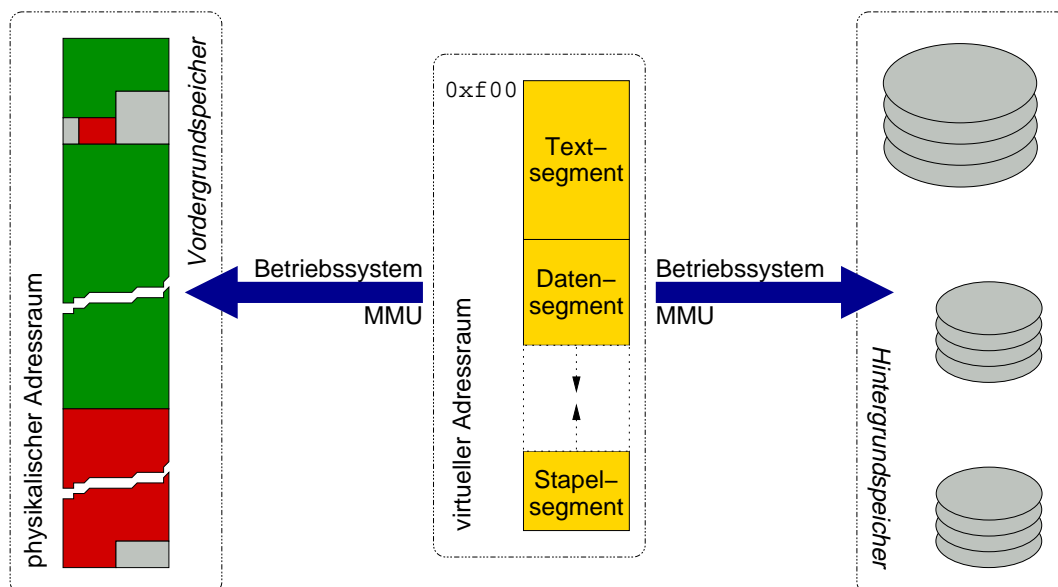 physikalischer Adressraum
Vordergrundspeicher
Betriebssystem
MMU
virtueller Adressraum
0xf00
Text–
segment
Daten–
segment
Stapel–
segment
Betriebssystem
MMU
Hintergrundspeicher